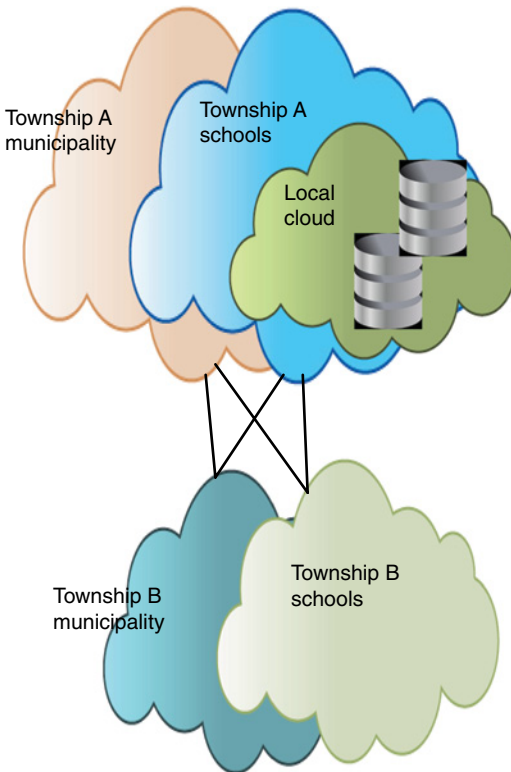 Township A
municipality
Township A
schools
Local
cloud
Township B
municipality
Township B
schools